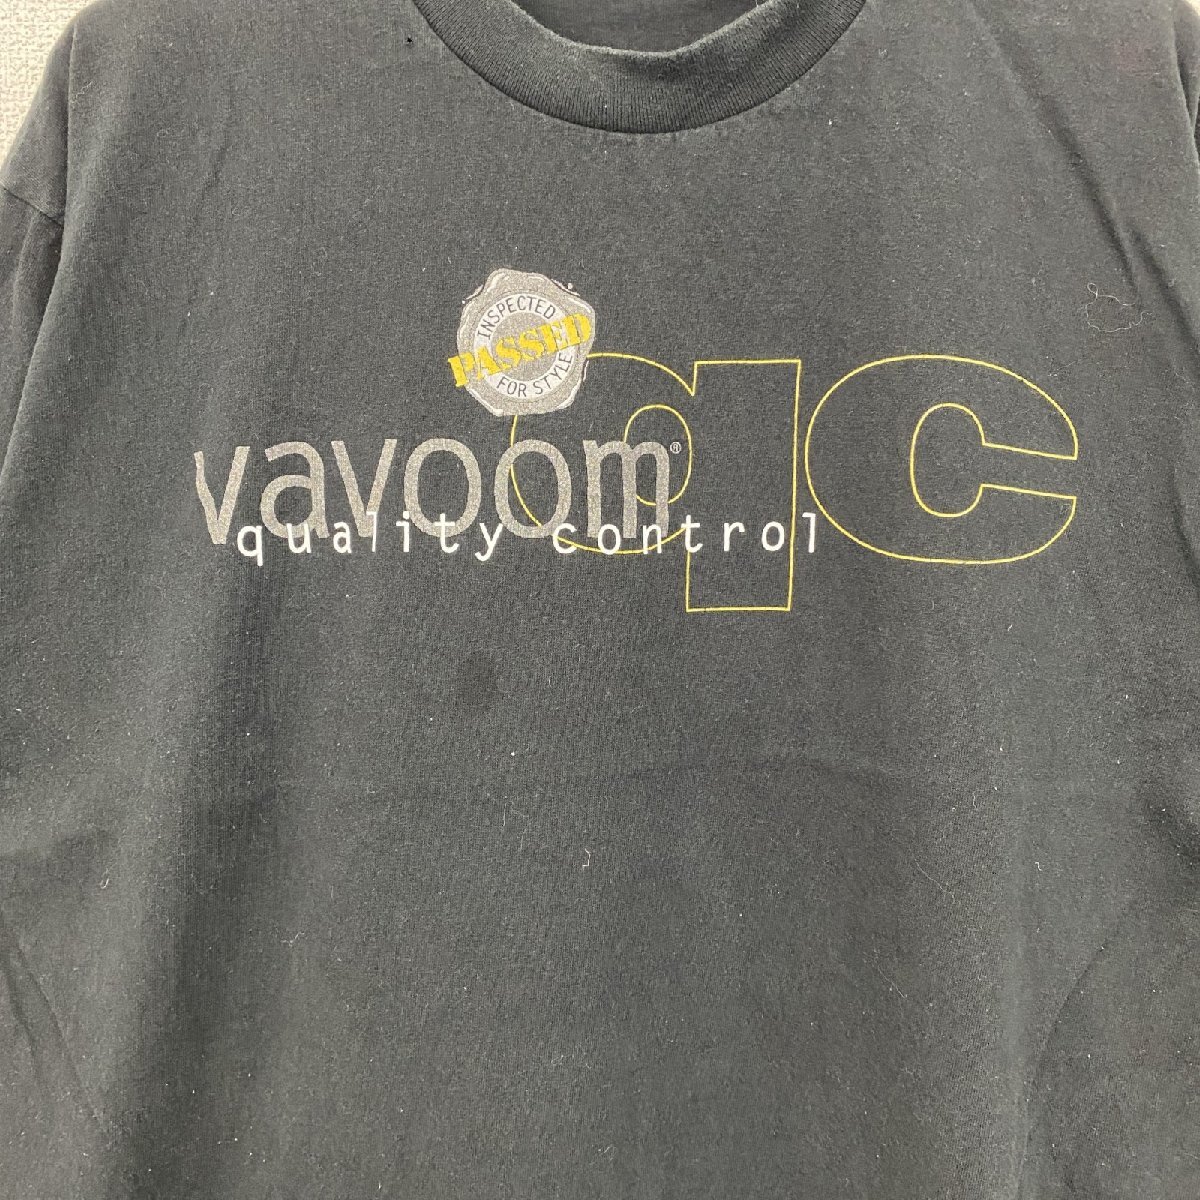 INSPECTED
PASSED
FOR STYLE
qc
vavoom®
quality control